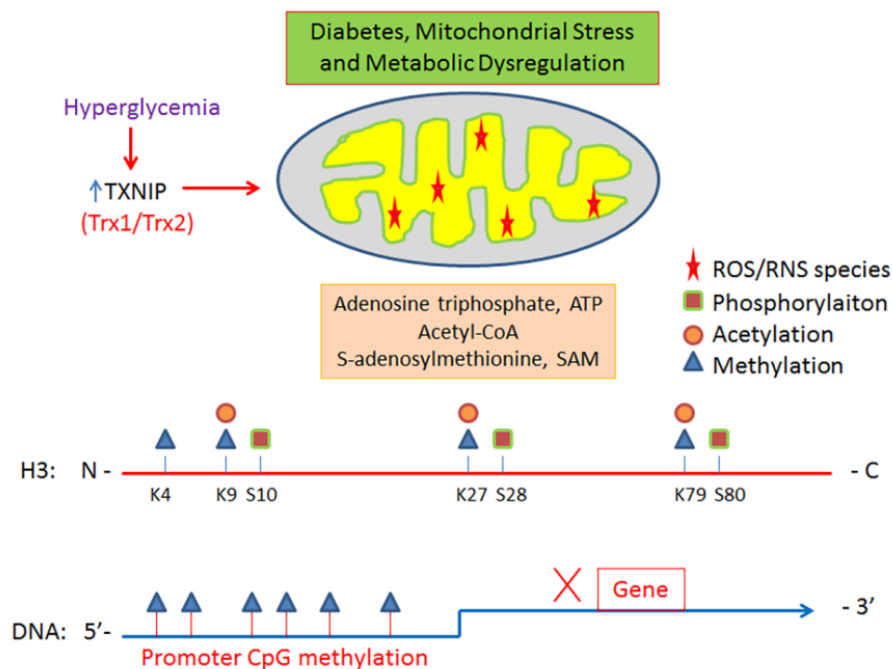 Diabetes, Mitochondrial Stress
and Metabolic Dysregulation
Hyperglycemia
↑TXNIP
(Trx1/Trx2)
ROS/RNS species
Phosphorylaiton
Acetylation
Methylation
Adenosine triphosphate, ATP
Acetyl-CoA
S-adenosylmethionine, SAM
H3: N - - C
K4 K9 S10 K27 S28 K79 S80
Gene
DNA: 5’- - 3’
Promoter CpG methylation